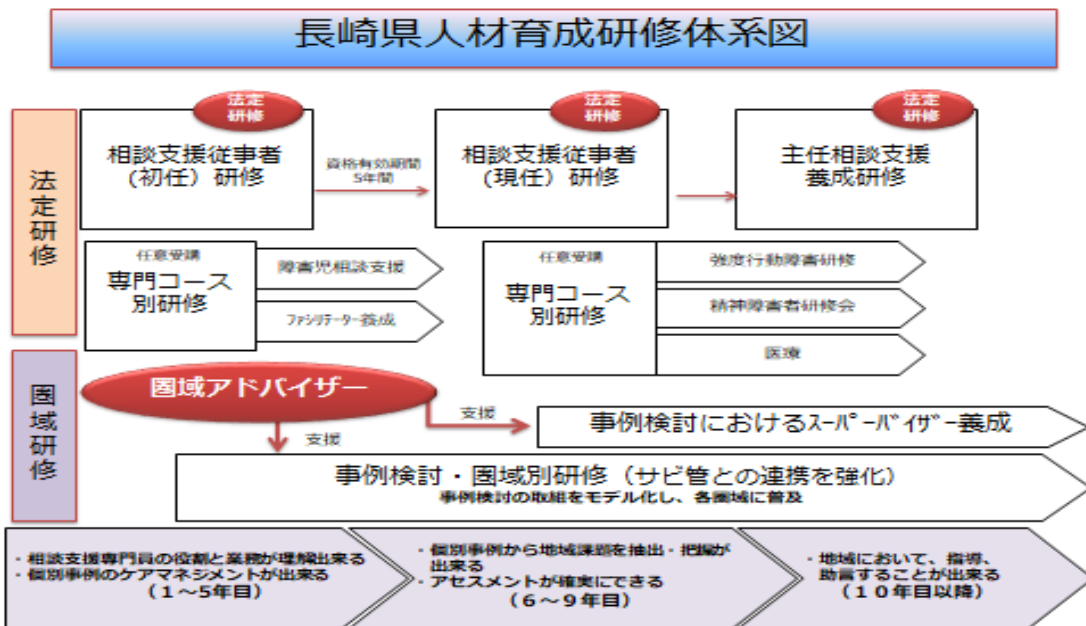 長崎県人材育成研修体系図
法定研修
法定
研修
相談支援従事者
(初任）研修
資格有効期間
5年間
法定
研修
相談支援従事者
(現任）研修
法定
研修
主任相談支援
養成研修
任意受講
専門コース
別研修
障害児相談支援
ﾌｧｼﾘﾃｰﾀｰ養成
任意受講
専門コース
別研修
強度行動障害研修
精神障害者研修会
医療
圏域研修
圏域アドバイザー
支援
事例検討におけるｽｰﾊﾟｰﾊﾞｲｻﾞｰ養成
支援
事例検討・圏域別研修（サビ管との連携を強化）
事例検討の取組をモデル化し、各圏域に普及
・相談支援専門員の役割と業務が理解出来る
・個別事例のケアマネジメントが出来る
（１～5年目）
・個別事例から地域課題を抽出・把握が
出来る
・アセスメントが確実にできる
（６～９年目）
・地域において、指導、
助言することが出来る
（１０年目以降）